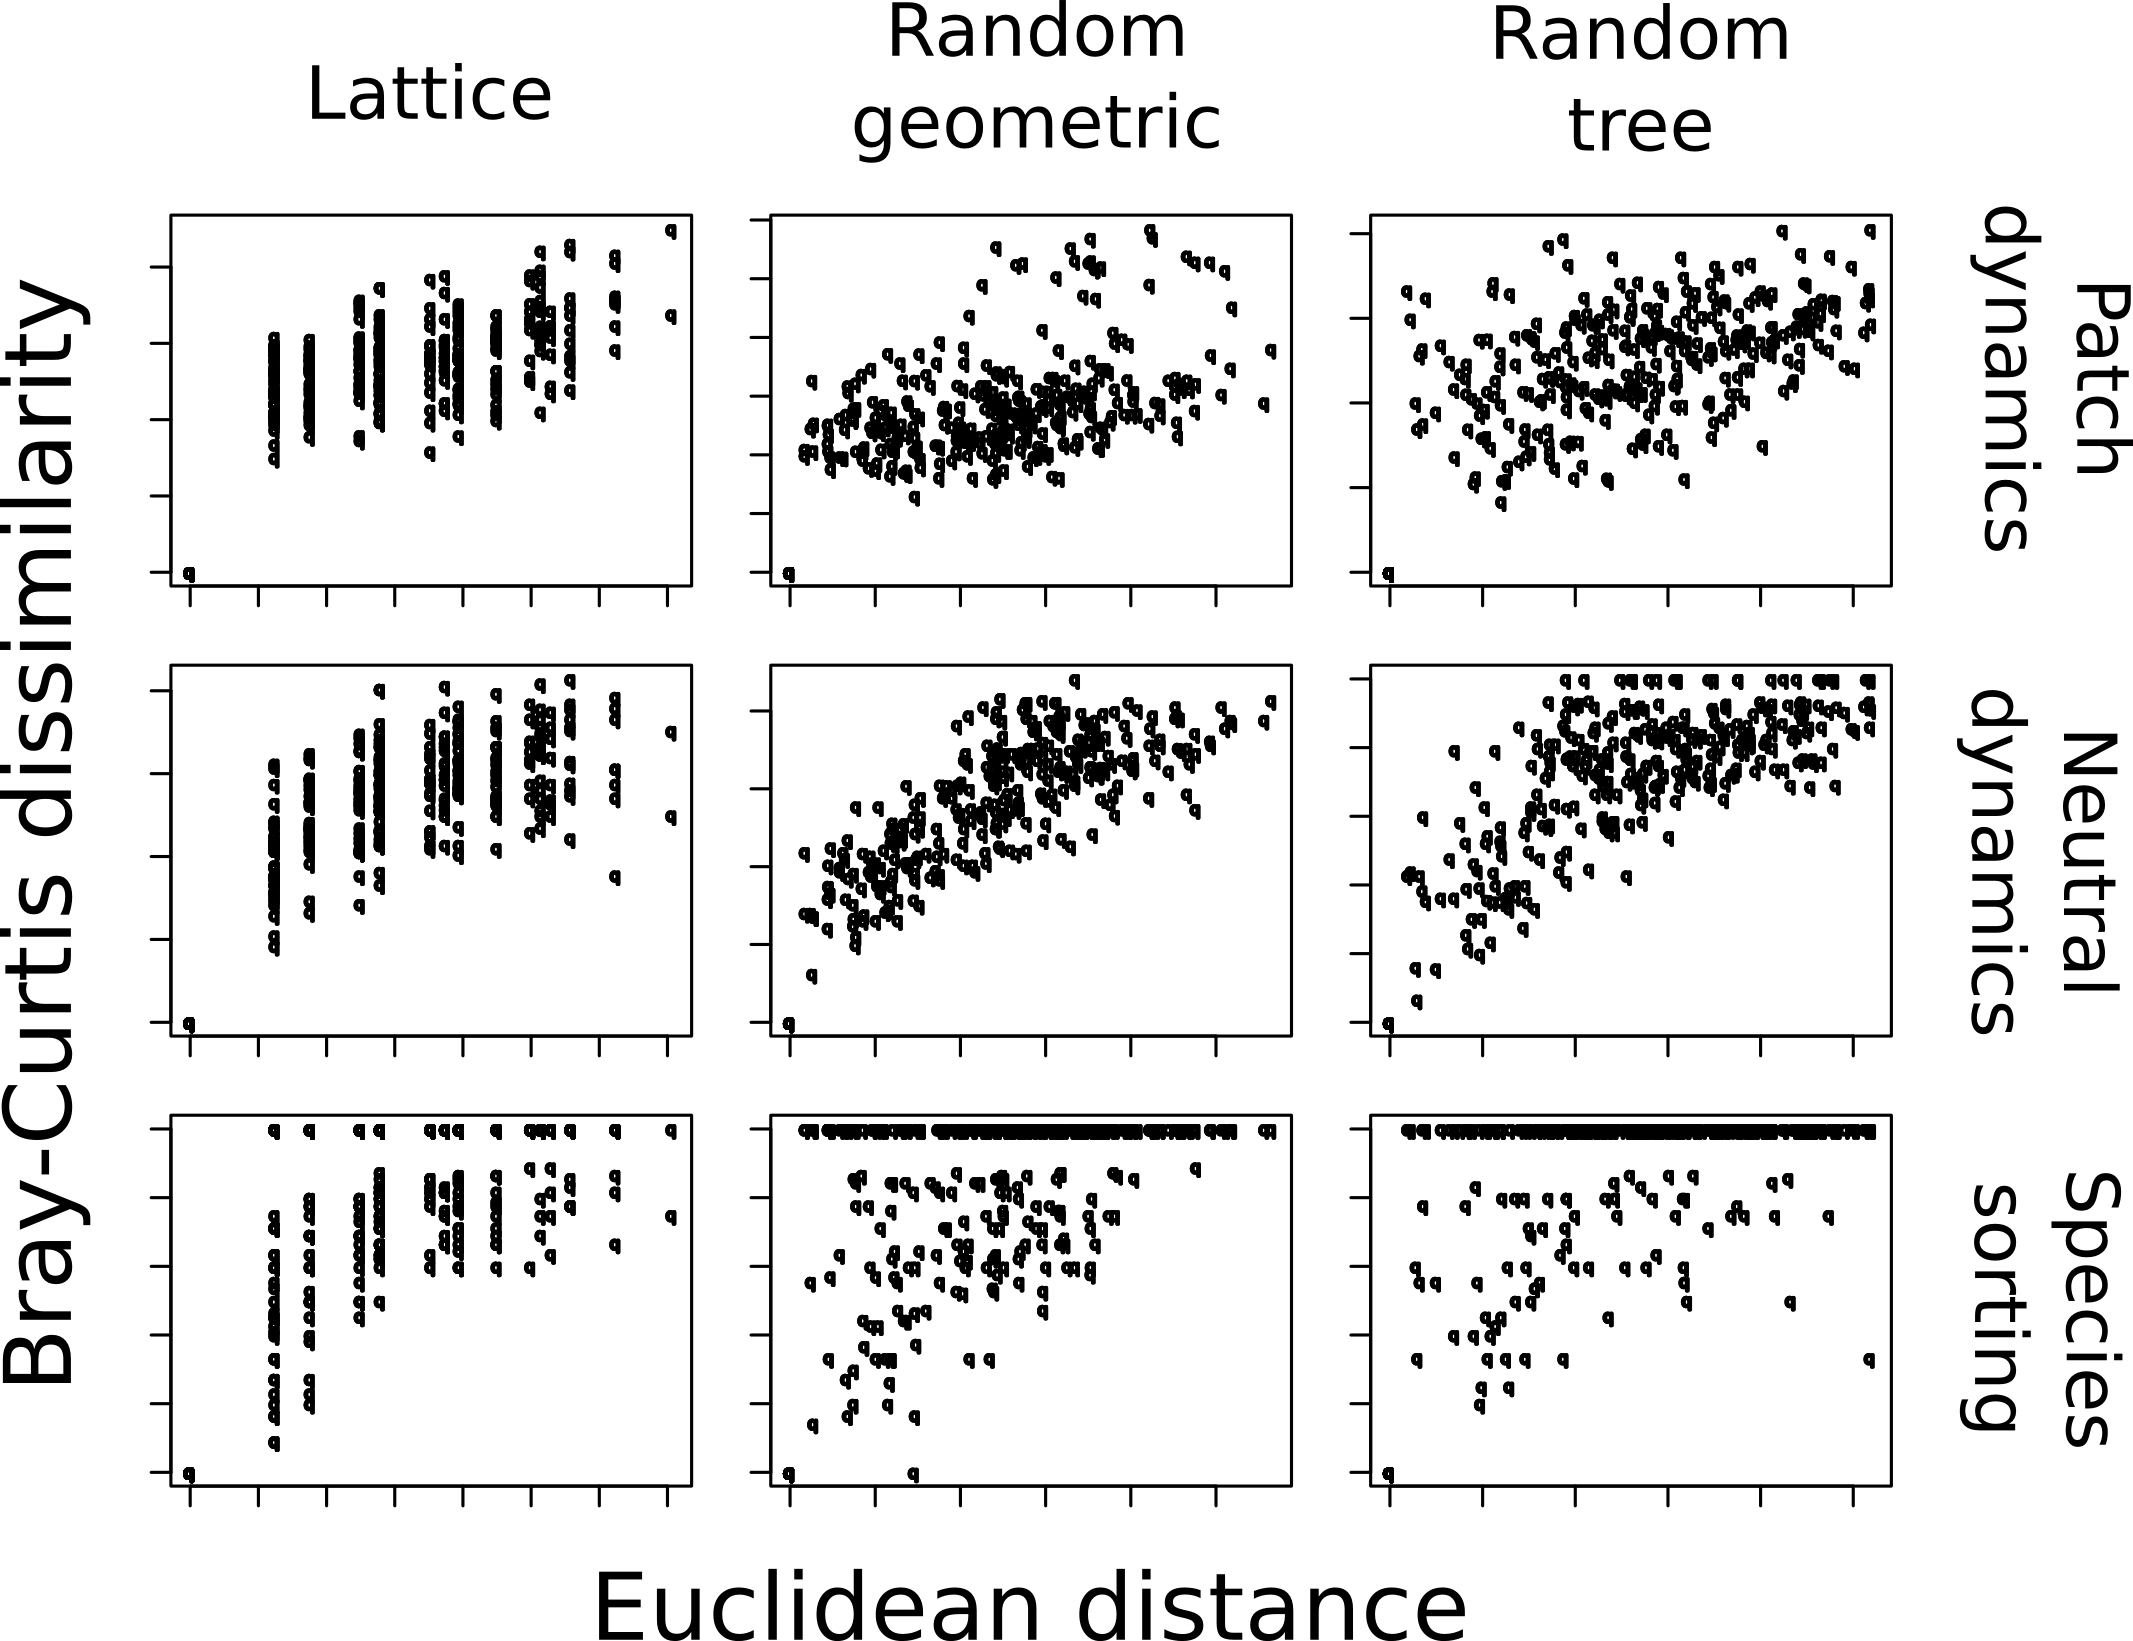 Lattice
Random
geometric
Random
tree
Patch
dynamics
Neutral
dynamics
Species
sorting
Bray-Curtis dissimilarity
Euclidean distance